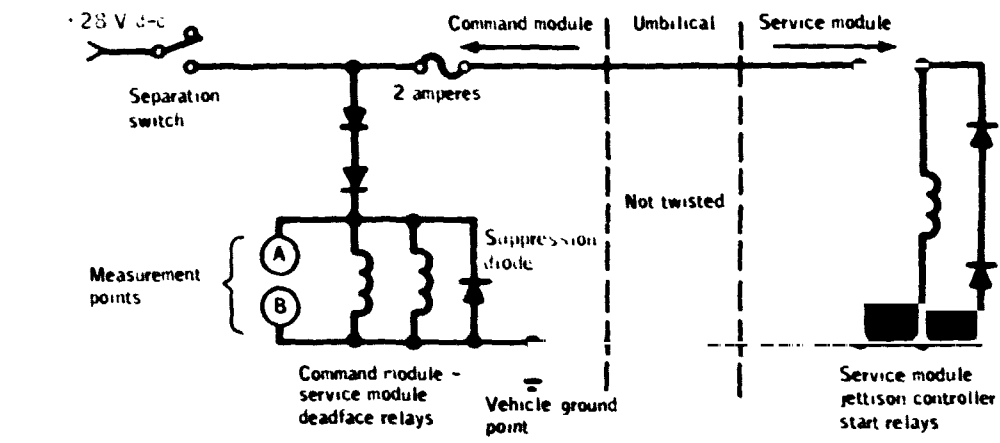 +28 V d-c
Command module
Umbilical
Service module
Separation
switch
2 amperes
Not twisted
Suppression
diode
A
Measurement
points
B
Command module -
service module
deadface relays
Vehicle ground
point
Service module
jettison controller
start relays